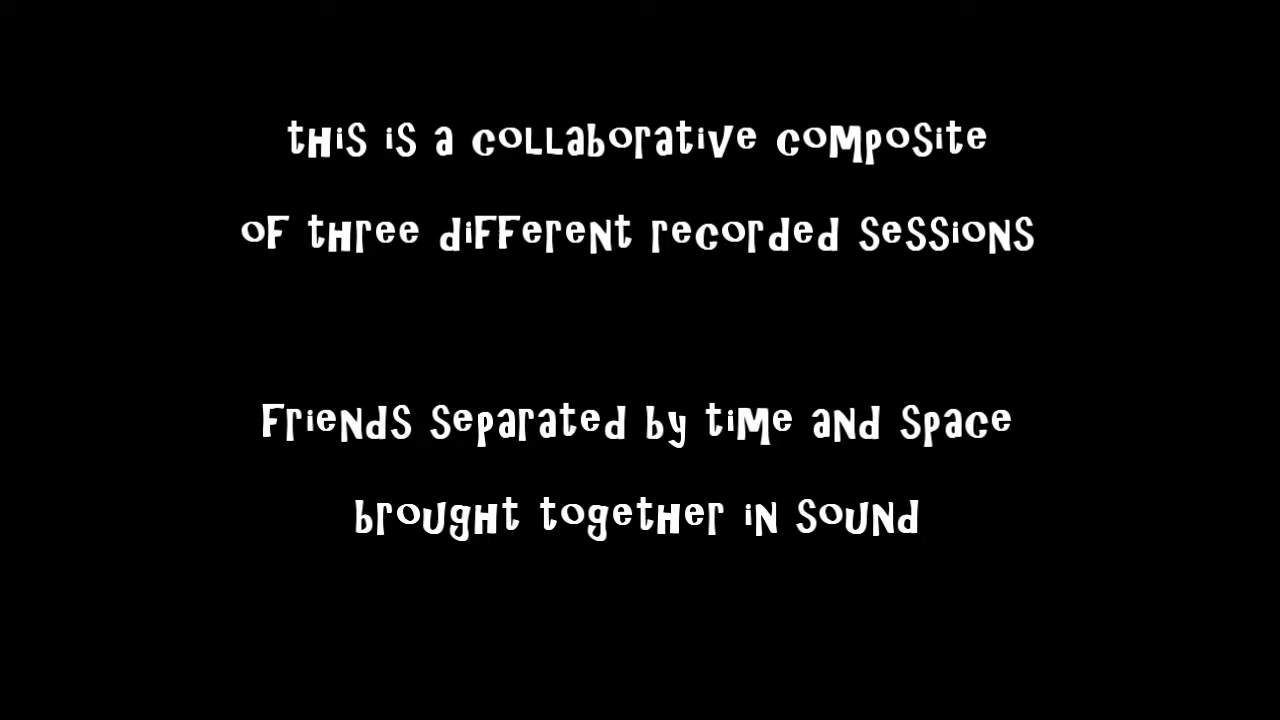 this is a collaborative composite
of three different recorded sessions
Friends separated by time and space
brought together in sound